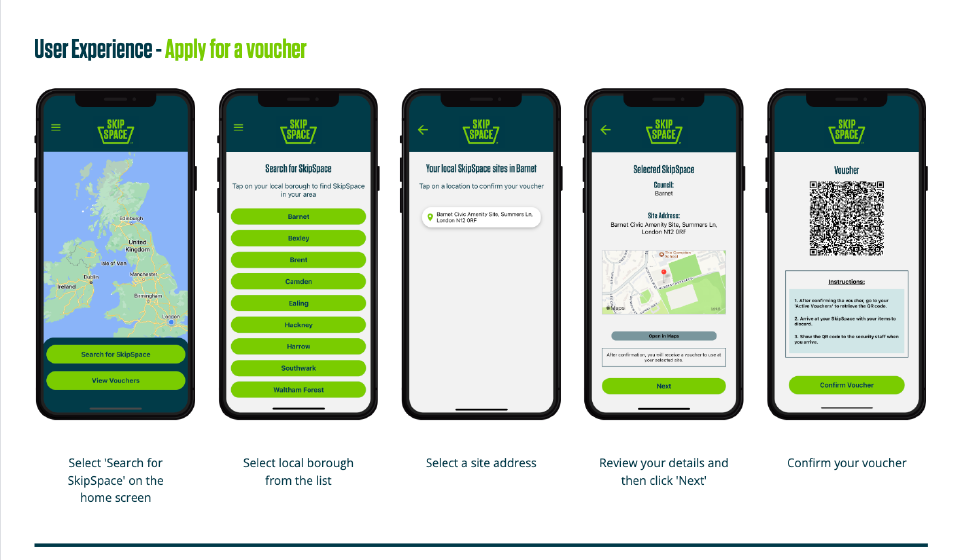 User Experience - Apply for a voucher
SKIP
SPACE
Edinburgh
United
Kingdom
Isle of Man
Dublin
Manchester
Ireland
Birmingham
London
Search for SkipSpace
View Vouchers
SKIP
SPACE
Search for SkipSpace
Tap on your local borough to find SkipSpace
in your area
Barnet
Bexley
Brent
Camden
Ealing
Hackney
Harrow
Southwark
Waltham Forest
SKIP
SPACE
Your local SkipSpace sites in Barnet
Tap on a location to confirm your voucher
Barnet Civic Amenity Site, Summers Ln,
London N12 0RF
SKIP
SPACE
Selected SkipSpace
Council:
Barnet
Site Address:
Barnet Civic Amenity Site, Summers Ln,
London N12 0RF
School
Maps
Open in Maps
After confirmation, you will receive a voucher to use at
your selected site.
Next
SKIP
SPACE
Voucher
Instructions:
1. After confirming the voucher, go to your
'Active Vouchers' to retrieve the QR code.
2. Arrive at your SkipSpace with your items to
discard.
3. Show the QR code to the security staff when
you arrive.
Confirm Voucher
Select 'Search for
SkipSpace' on the
home screen
Select local borough
from the list
Select a site address
Review your details and
then click 'Next'
Confirm your voucher